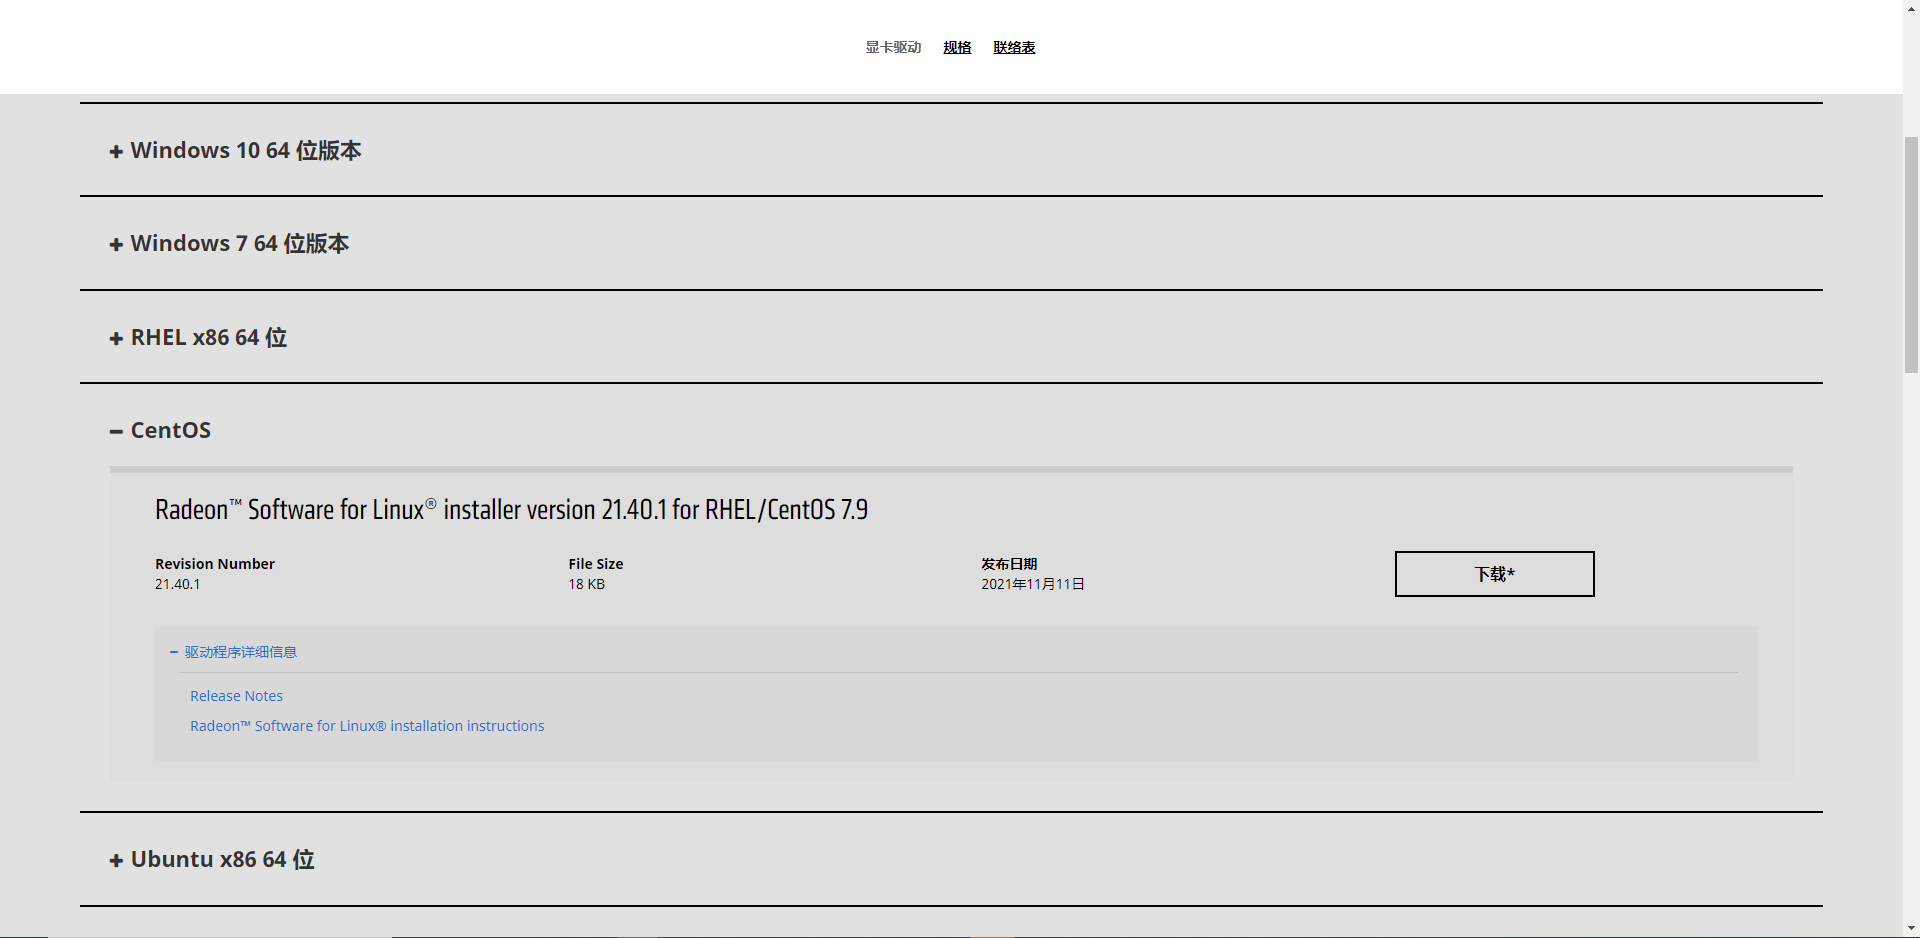 显卡驱动 规格 联络表
Windows 10 64 位版本
Windows 7 64 位版本
RHEL x86 64 位
CentOS
Radeon™ Software for Linux® installer version 21.40.1 for RHEL/CentOS 7.9
Revision Number
21.40.1
File Size
18 KB
发布日期
2021年11月11日
下载*
驱动程序详细信息
Release Notes
Radeon™ Software for Linux® installation instructions
Ubuntu x86 64 位